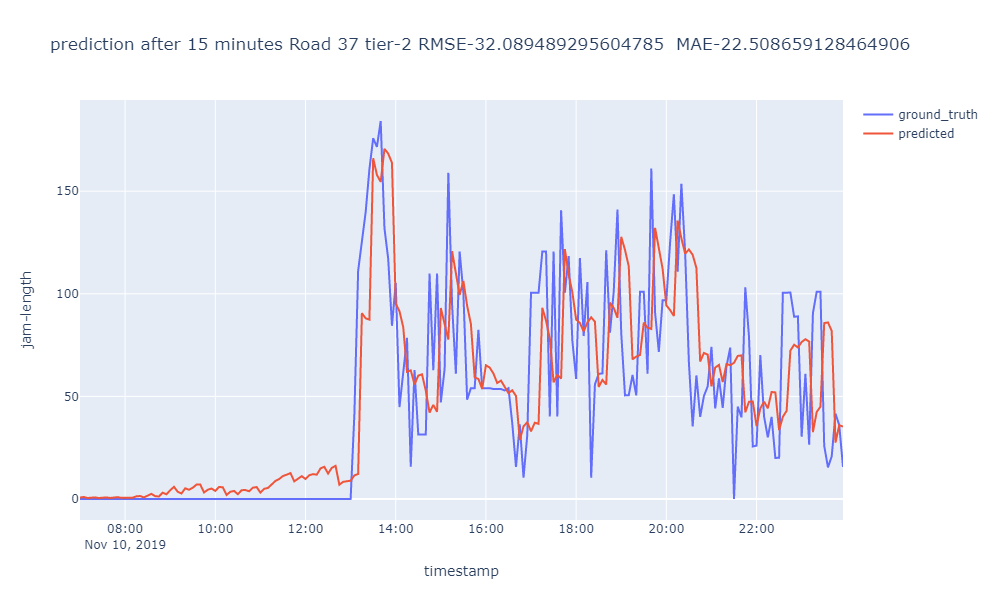 prediction after 15 minutes Road 37 tier-2 RMSE-32.089489295604785  MAE-22.508659128464906
ground_truth
predicted
150
100
50
0
jam-length
08:00 10:00 12:00 14:00 16:00 18:00 20:00 22:00
Nov 10, 2019
timestamp